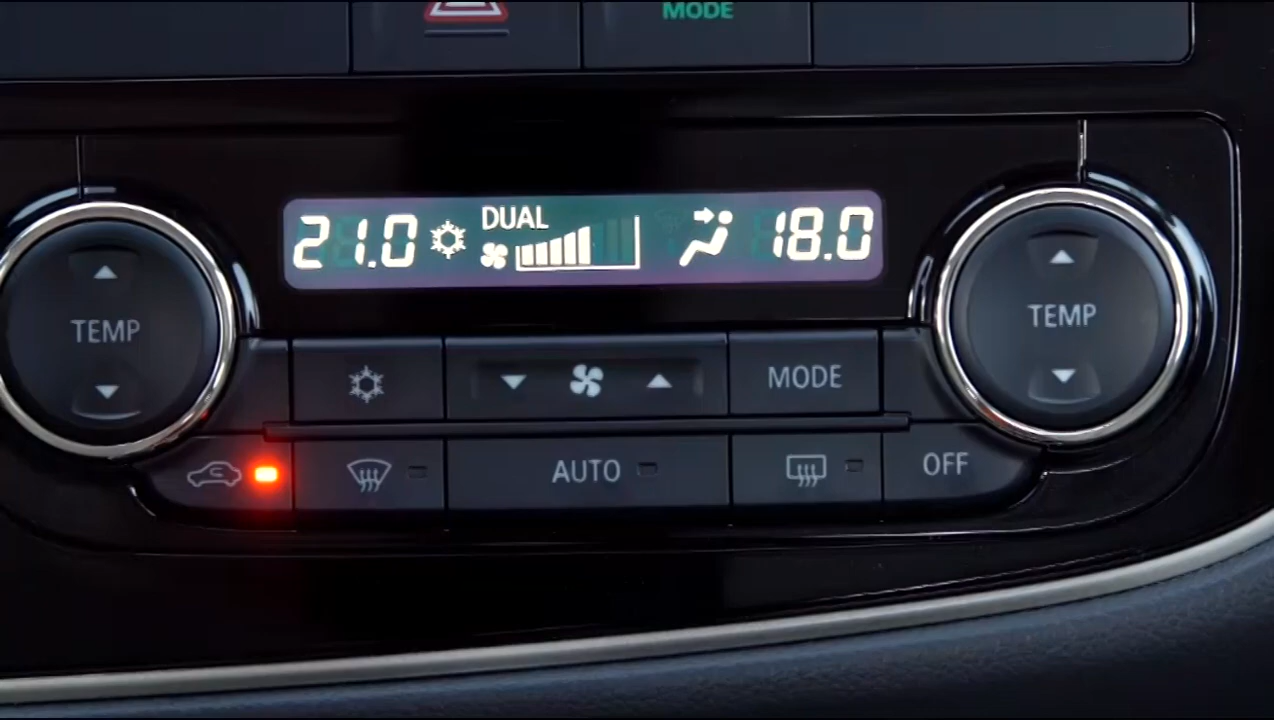 MODE
21.0 DUAL 18.0
TEMP
TEMP
MODE
AUTO
OFF